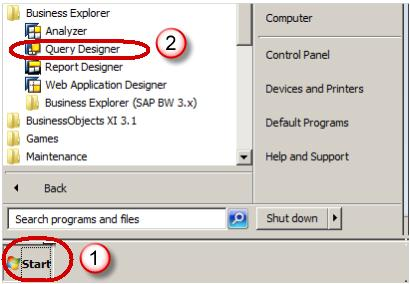 Business Explorer
Analyzer
Query Designer
2
Report Designer
Web Application Designer
Business Explorer (SAP BW 3.x)
BusinessObjects XI 3.1
Games
Maintenance
Back
Search programs and files
Computer
Control Panel
Devices and Printers
Default Programs
Help and Support
Shut down
Start
1